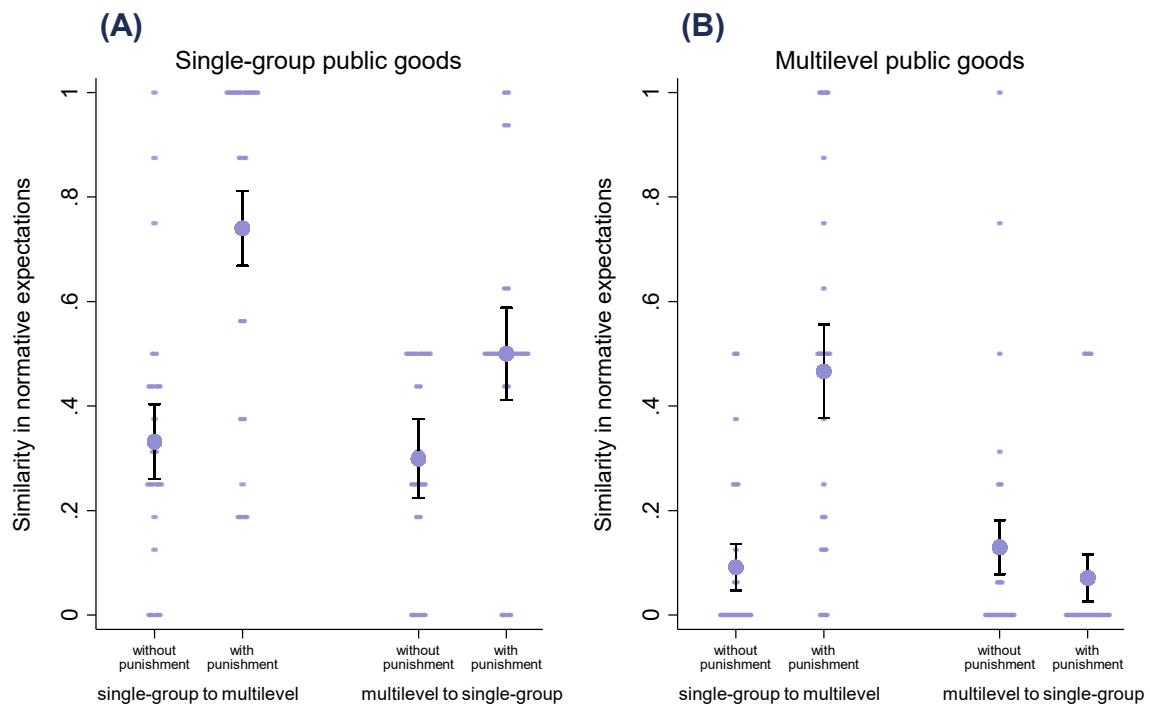 (A)
Single-group public goods
Similarity in normative expectations
1
.8
.6
.4
.2
0
without punishment
with punishment
without punishment
with punishment
single-group to multilevel
multilevel to single-group
(B)
Multilevel public goods
Similarity in normative expectations
1
.8
.6
.4
.2
0
without punishment
with punishment
without punishment
with punishment
single-group to multilevel
multilevel to single-group